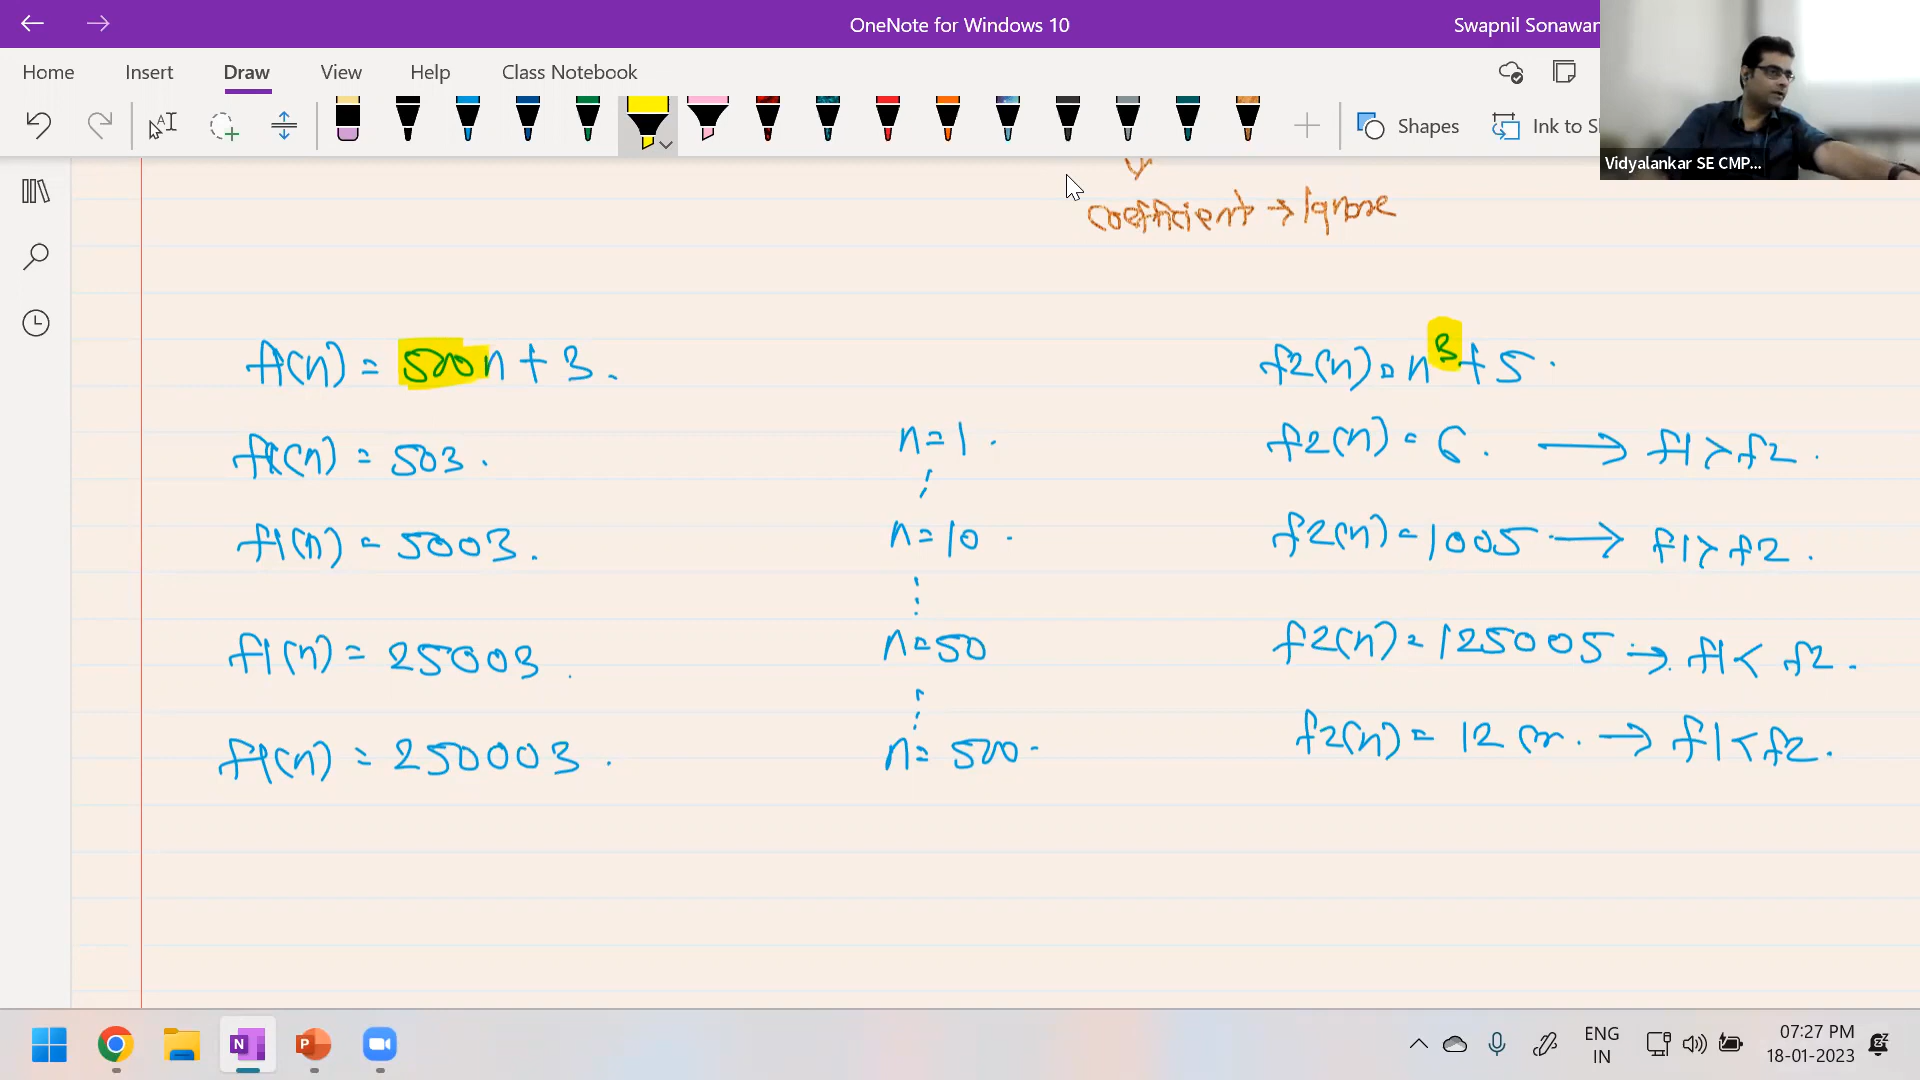 OneNote for Windows 10
Swapnil Sonawan
Home Insert Draw View Help Class Notebook
Shapes
Ink to S
Vidyalankar SE CMP...
coefficient → Ignore
f1(n) = 500n + 3.
f2(n) = n³ + 5.
f1(n) = 503.
n=1.
f2(n) = 6. → f1 > f2.
f1(n) = 5003.
n=10.
f2(n) = 1005. → f1 > f2.
f1(n) = 25003.
n=50
f2(n) = 125005 → f1 < f2.
f1(n) = 250003.
n=500.
f2(n) = 12 Cr. → f1 < f2.
ENG
IN
07:27 PM
18-01-2023